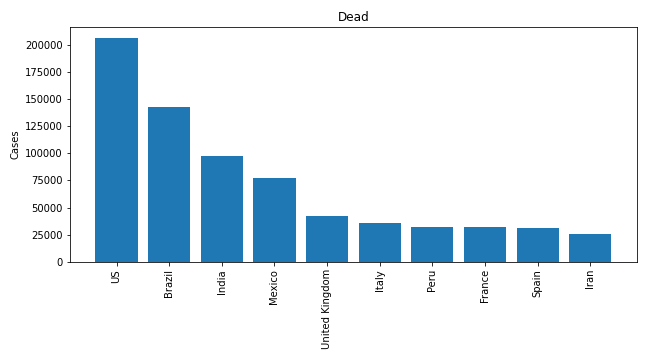 Dead
Cases
200000
175000
150000
125000
100000
75000
50000
25000
0
US
Brazil
India
Mexico
United Kingdom
Italy
Peru
France
Spain
Iran